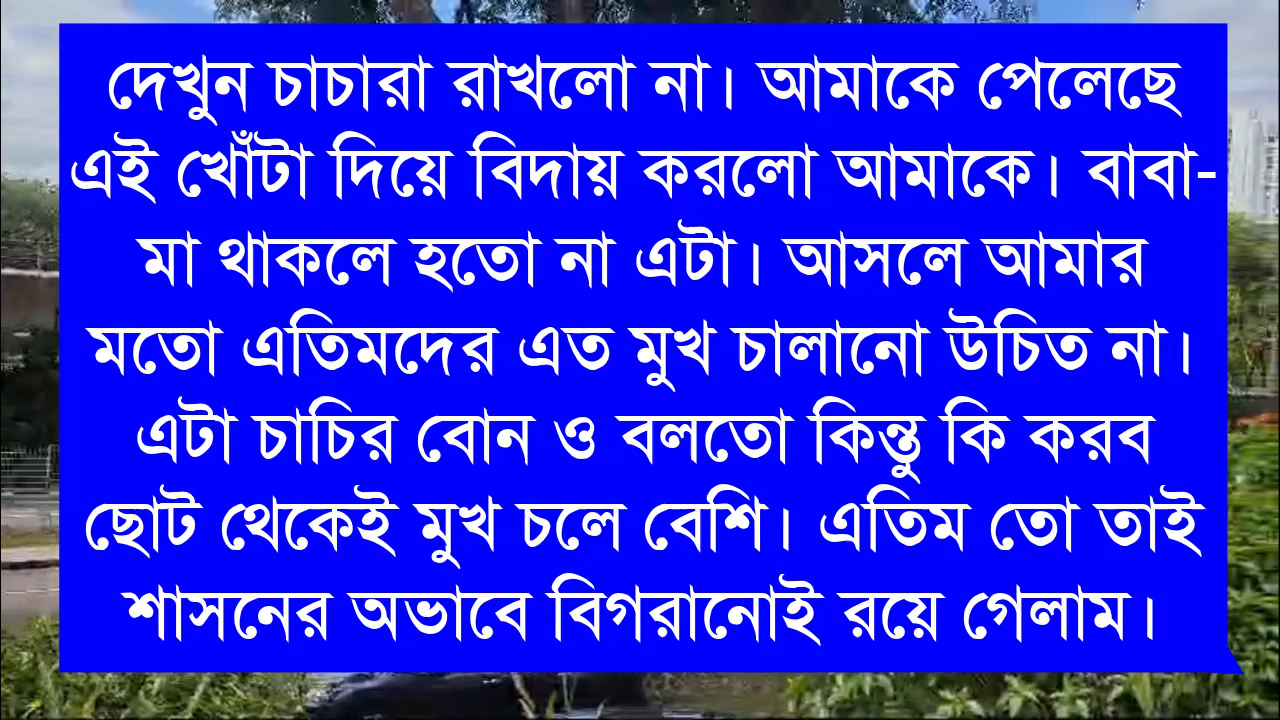 দেখুন চাচারা রাখলো না। আমাকে পেলেছে
এই খোঁটা দিয়ে বিদায় করলো আমাকে। বাবা-
মা থাকলে হতো না এটা। আসলে আমার
মতো এতিমদের এত মুখ চালানো উচিত না।
এটা চাচির বোন ও বলতো কিন্তু কি করব
ছোট থেকেই মুখ চলে বেশি। এতিম তো তাই
শাসনের অভাবে বিগরানোই রয়ে গেলাম।